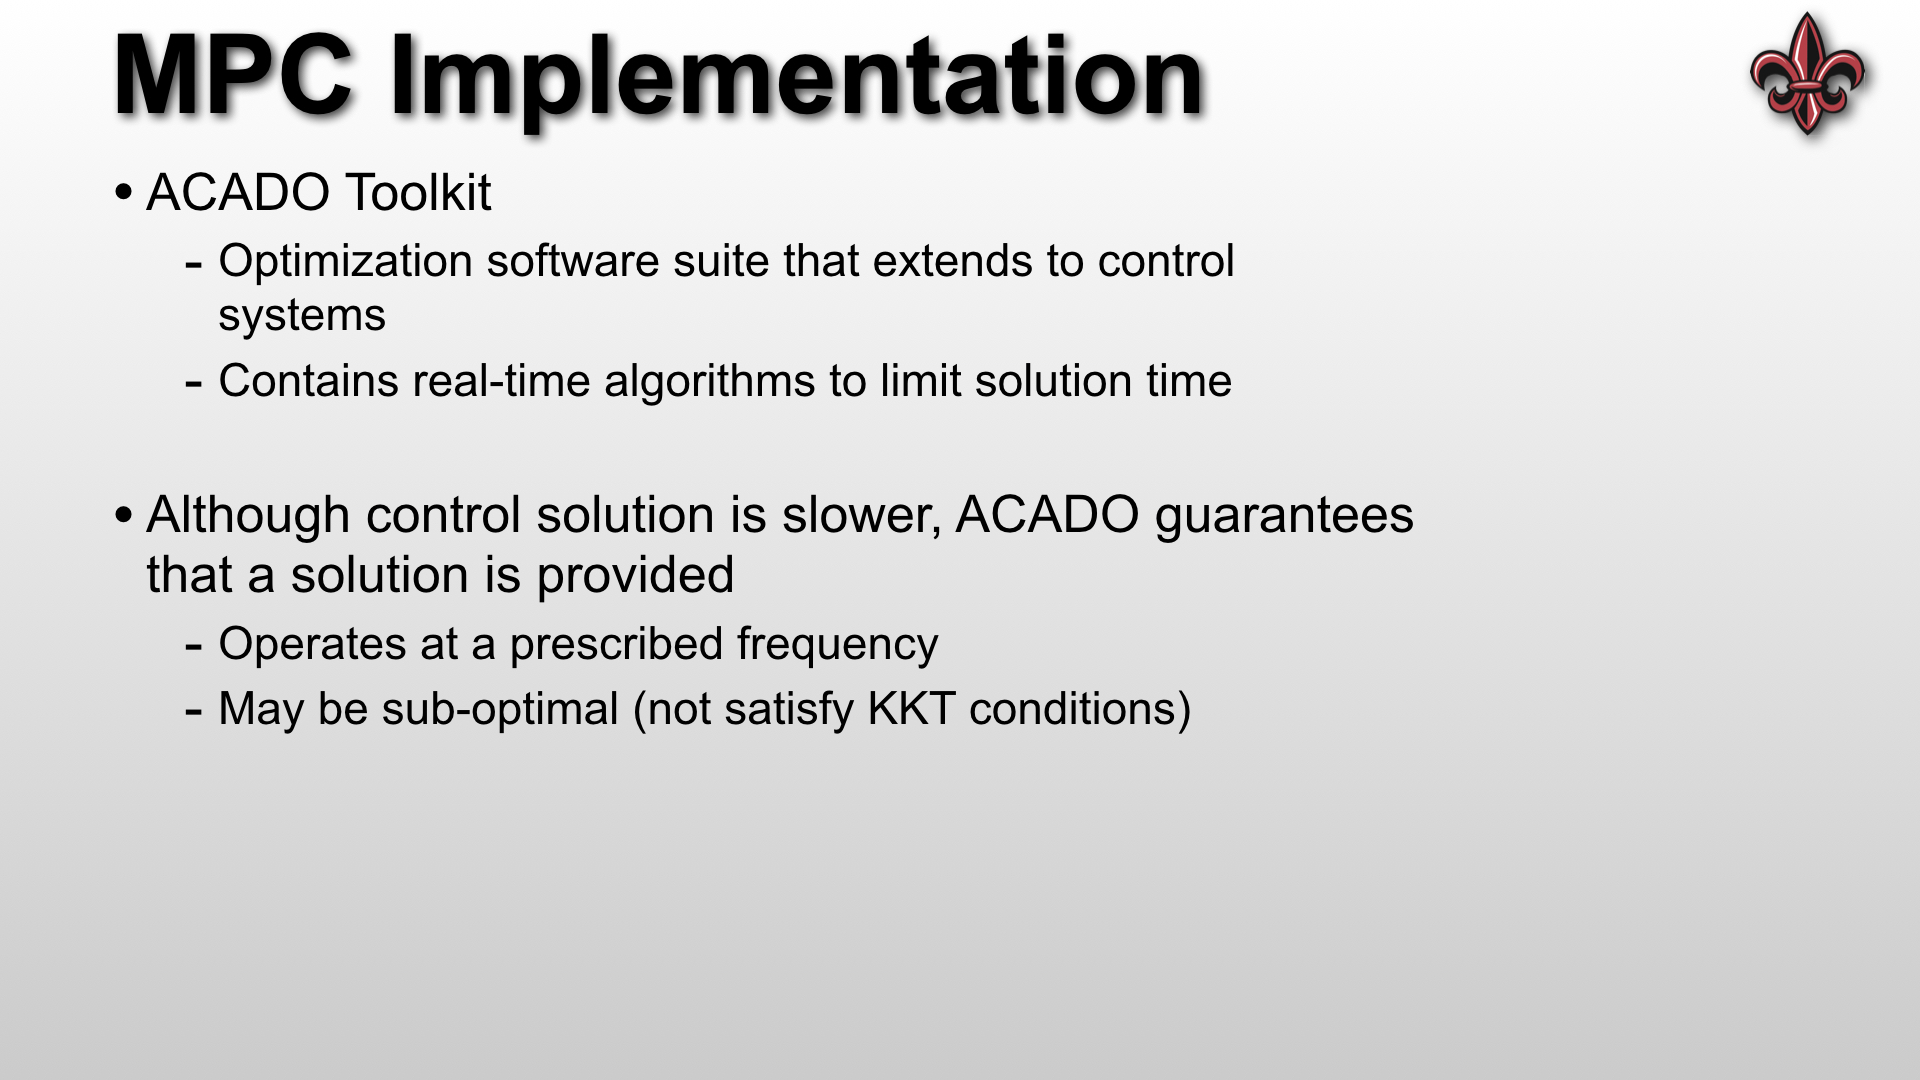 MPC Implementation
• ACADO Toolkit
- Optimization software suite that extends to control
systems
- Contains real-time algorithms to limit solution time
• Although control solution is slower, ACADO guarantees
that a solution is provided
- Operates at a prescribed frequency
- May be sub-optimal (not satisfy KKT conditions)